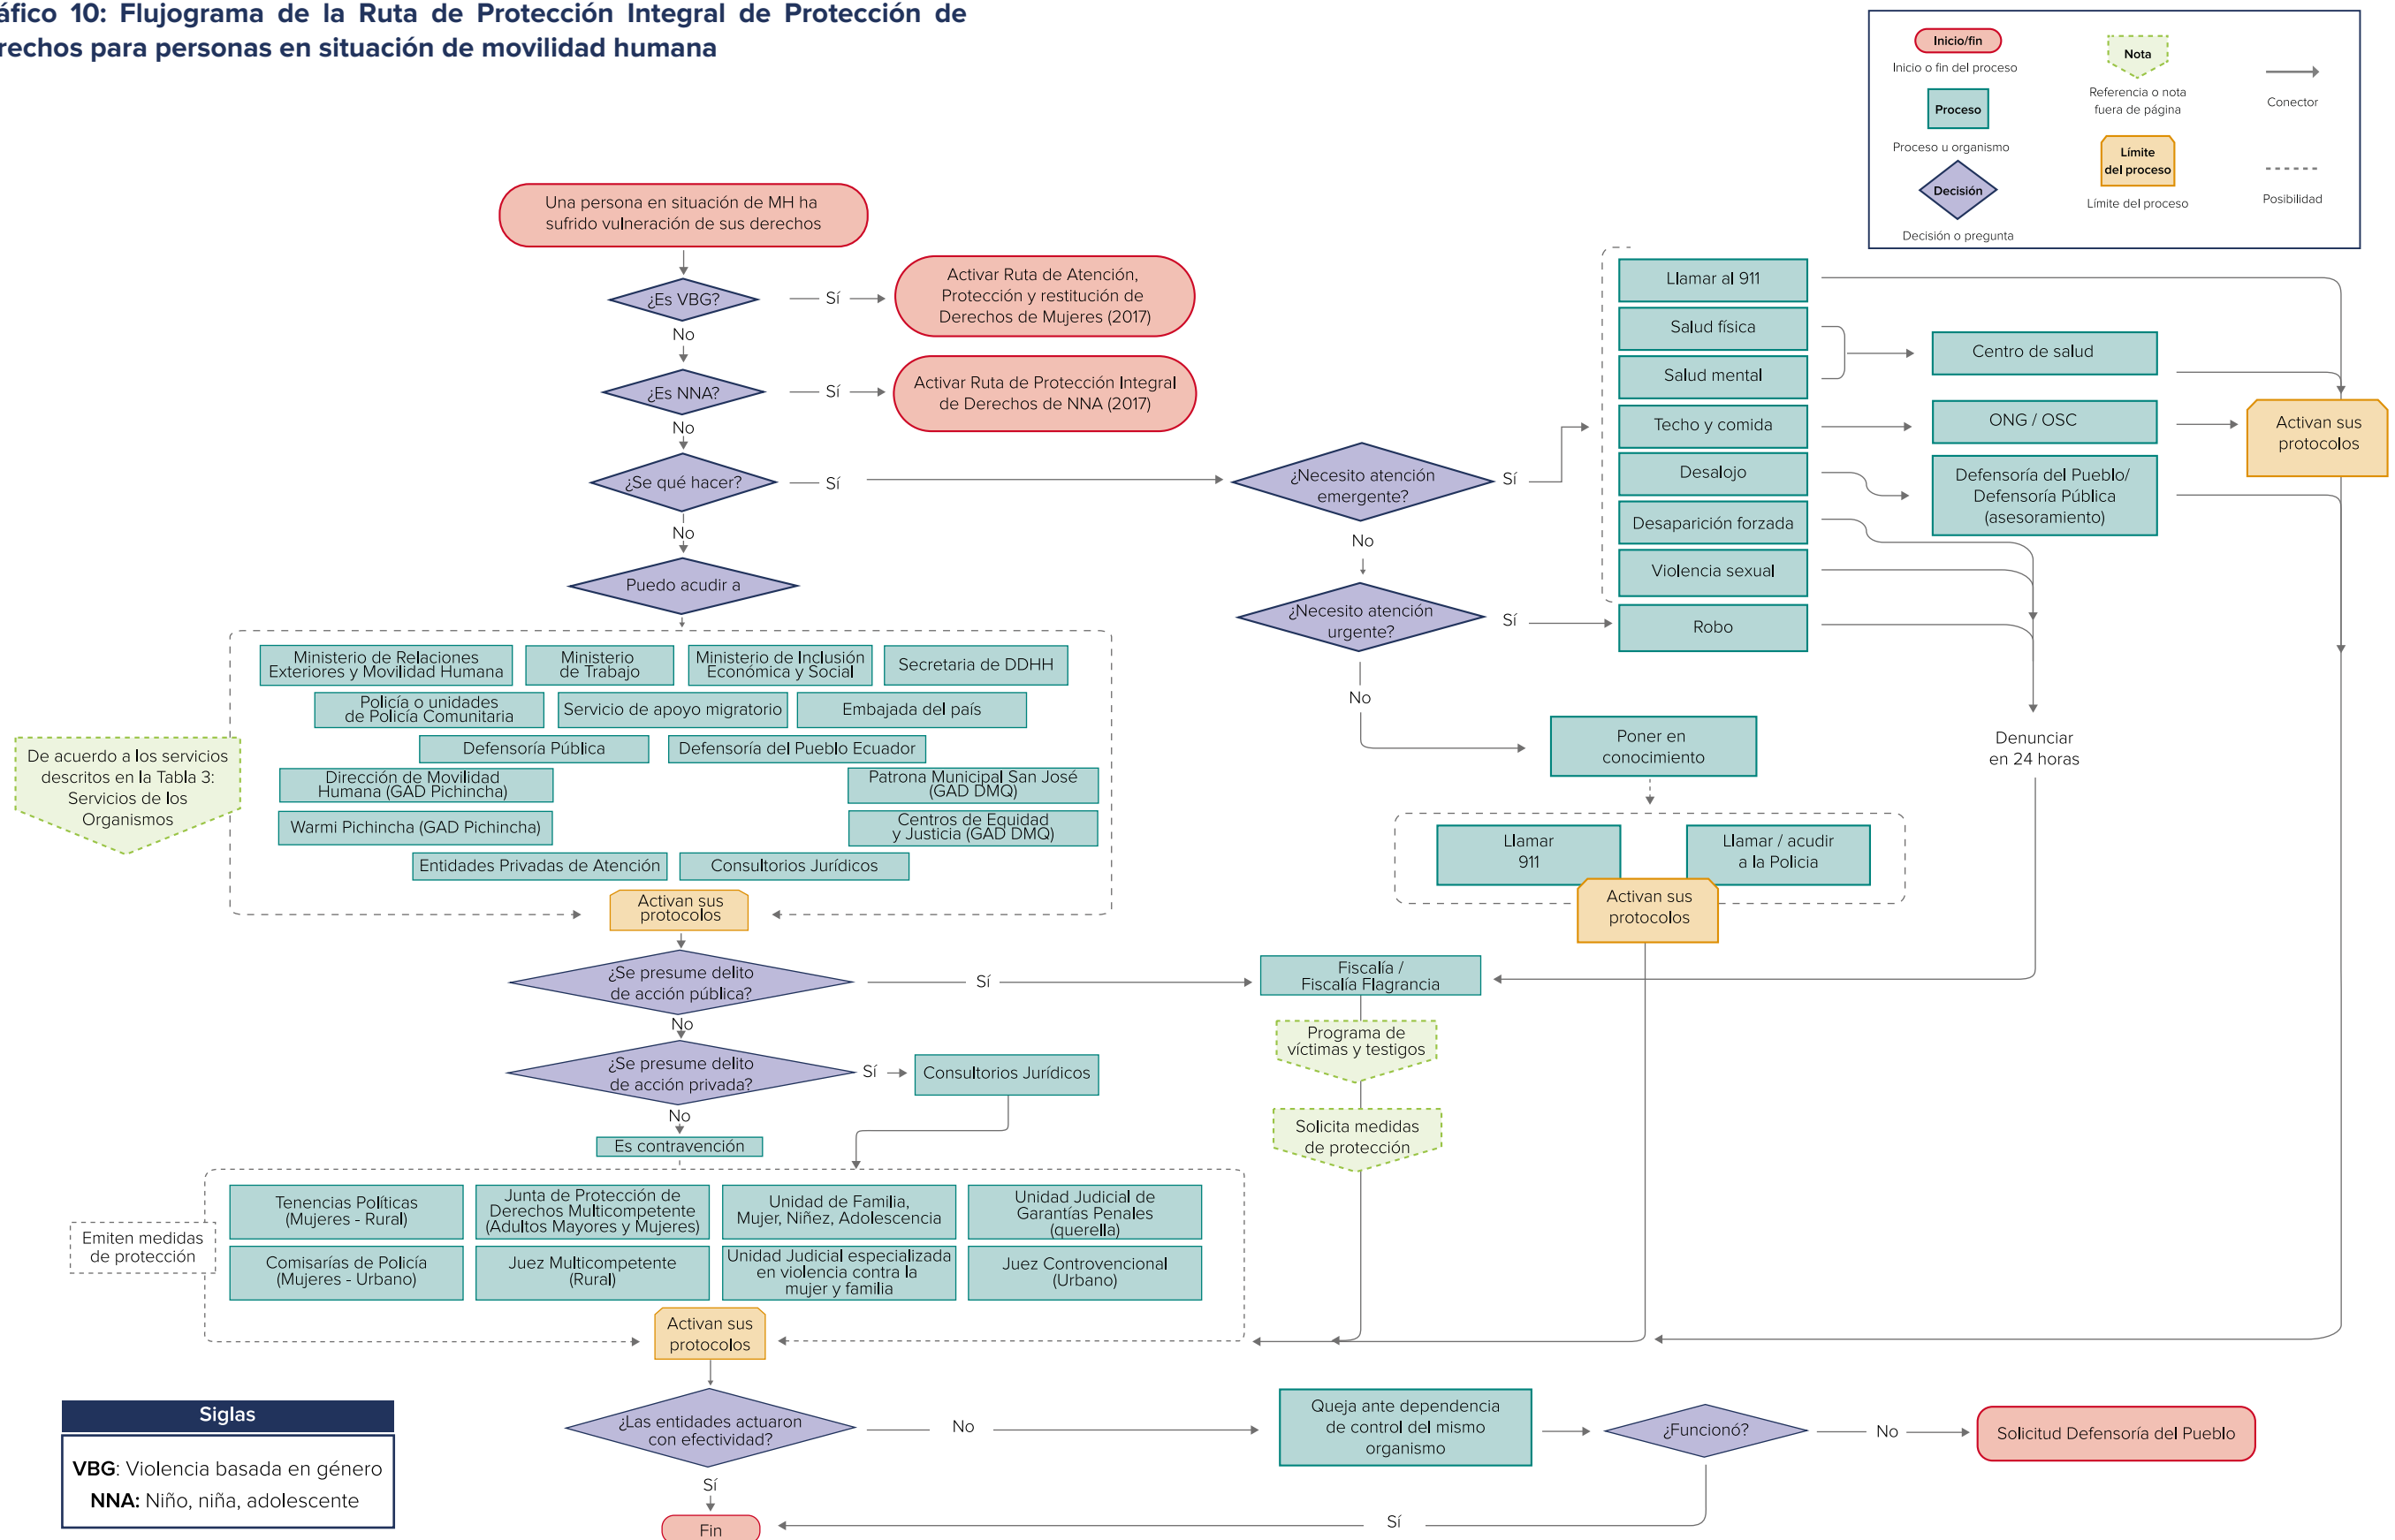 áfico 10: Flujograma de la Ruta de Protección Integral de Protección de
rechos para personas en situación de movilidad humana
Inicio/fin
Inicio o fin del proceso
Proceso
Proceso u organismo
Decisión
Decisión o pregunta
Nota
Referencia o nota
fuera de página
Límite
del proceso
Límite del proceso
Conector
Posibilidad
Una persona en situación de MH ha
sufrido vulneración de sus derechos
¿Es VBG?
Sí
Activar Ruta de Atención,
Protección y restitución de
Derechos de Mujeres (2017)
No
¿Es NNA?
Sí
Activar Ruta de Protección Integral
de Derechos de NNA (2017)
No
¿Se qué hacer?
Sí
No
Puedo acudir a
¿Necesito atención
emergente?
Sí
No
¿Necesito atención
urgente?
Sí
No
Llamar al 911
Salud física
Salud mental
Techo y comida
Desalojo
Desaparición forzada
Violencia sexual
Robo
Centro de salud
ONG / OSC
Defensoría del Pueblo/
Defensoría Pública
(asesoramiento)
Activan sus
protocolos
Ministerio de Relaciones
Exteriores y Movilidad Humana
Ministerio
de Trabajo
Ministerio de Inclusión
Económica y Social
Secretaria de DDHH
Policía o unidades
de Policía Comunitaria
Servicio de apoyo migratorio
Embajada del país
Defensoría Pública
Defensoría del Pueblo Ecuador
Dirección de Movilidad
Humana (GAD Pichincha)
Patrona Municipal San José
(GAD DMQ)
Warmi Pichincha (GAD Pichincha)
Centros de Equidad
y Justicia (GAD DMQ)
Entidades Privadas de Atención
Consultorios Jurídicos
De acuerdo a los servicios
descritos en la Tabla 3:
Servicios de los
Organismos
Activan sus
protocolos
Poner en
conocimiento
Llamar
911
Llamar / acudir
a la Policia
Activan sus
protocolos
Denunciar
en 24 horas
¿Se presume delito
de acción pública?
Sí
Fiscalía /
Fiscalía Flagrancia
No
Programa de
víctimas y testigos
¿Se presume delito
de acción privada?
Sí
Consultorios Jurídicos
No
Solicita medidas
de protección
Es contravención
Emiten medidas
de protección
Tenencias Políticas
(Mujeres - Rural)
Junta de Protección de
Derechos Multicompetente
(Adultos Mayores y Mujeres)
Unidad de Familia,
Mujer, Niñez, Adolescencia
Unidad Judicial de
Garantías Penales
(querella)
Comisarías de Policía
(Mujeres - Urbano)
Juez Multicompetente
(Rural)
Unidad Judicial especializada
en violencia contra la
mujer y familia
Juez Controvencional
(Urbano)
Activan sus
protocolos
¿Las entidades actuaron
con efectividad?
No
Queja ante dependencia
de control del mismo
organismo
¿Funcionó?
No
Solicitud Defensoría del Pueblo
Sí
Fin
Sí
Siglas
VBG: Violencia basada en género
NNA: Niño, niña, adolescente